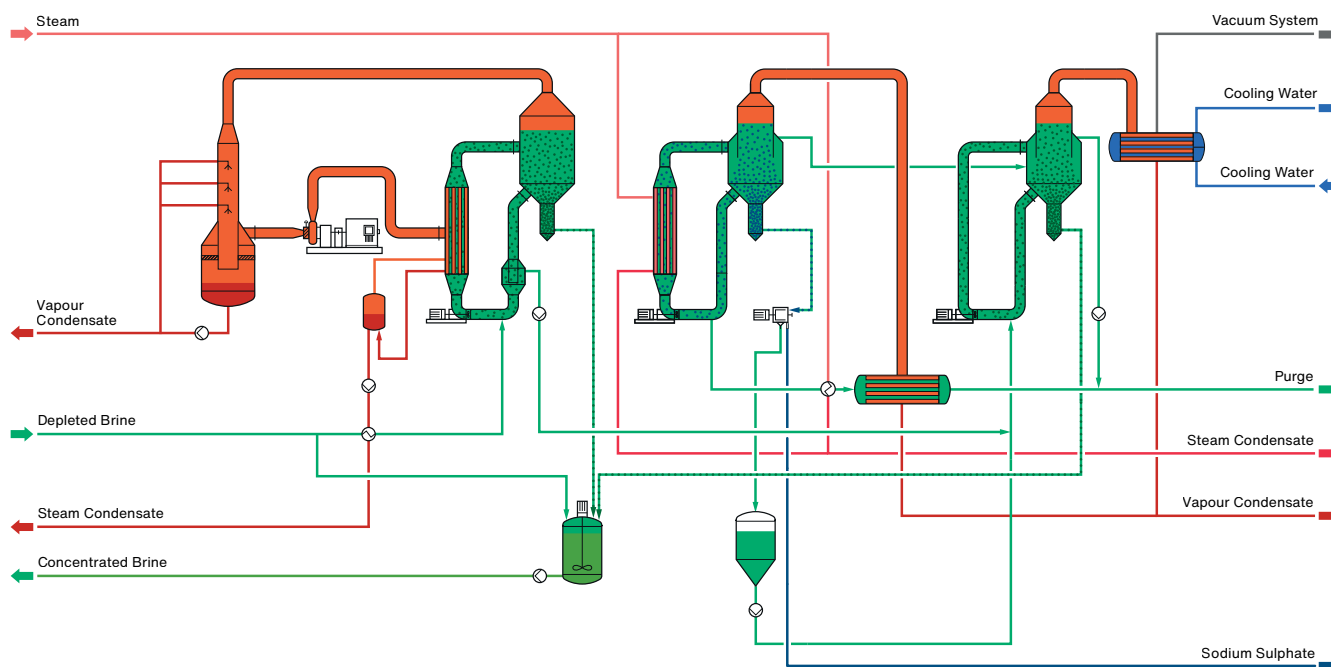 Steam
Vacuum System
Cooling Water
Cooling Water
Vapour
Condensate
Purge
Depleted Brine
Steam Condensate
Vapour Condensate
Steam Condensate
Concentrated Brine
Sodium Sulphate